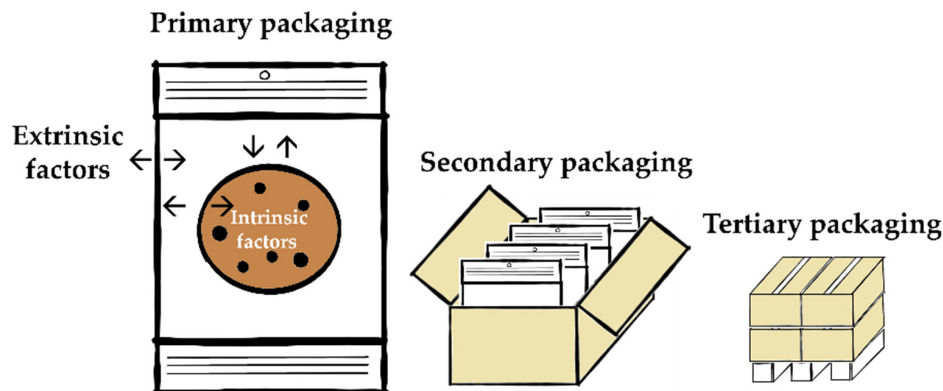 Primary packaging
Extrinsic
factors
Intrinsic
factors
Secondary packaging
Tertiary packaging